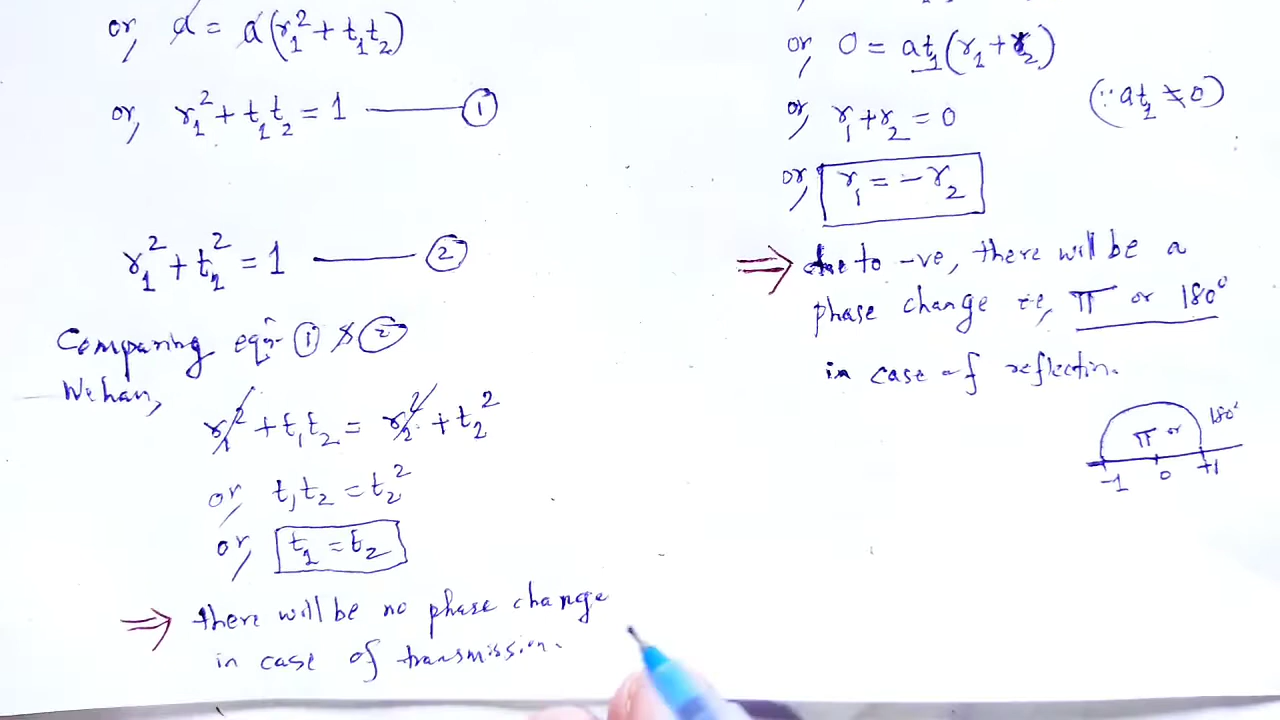 or, a = a(r₁² + t₁t₂)
or, r₁² + t₁t₂ = 1 ——— ①
r₁² + t₂² = 1 ——— ②
Comparing eqn ① & ②
We have,
r₁² + t₁t₂ = r₂² + t₂²
or, t₁t₂ = t₂²
or, t₁ = t₂
⇒ there will be no phase change
in case of transmission.
or, 0 = at₁(r₁ + r₂)
or, r₁ + r₂ = 0
(∵ at₂ ≠ 0)
or, r₁ = −r₂
⇒ due to -ve, there will be a
phase change i.e, π or 180°
in case of reflectin.
π or 180°
-1 0 +1